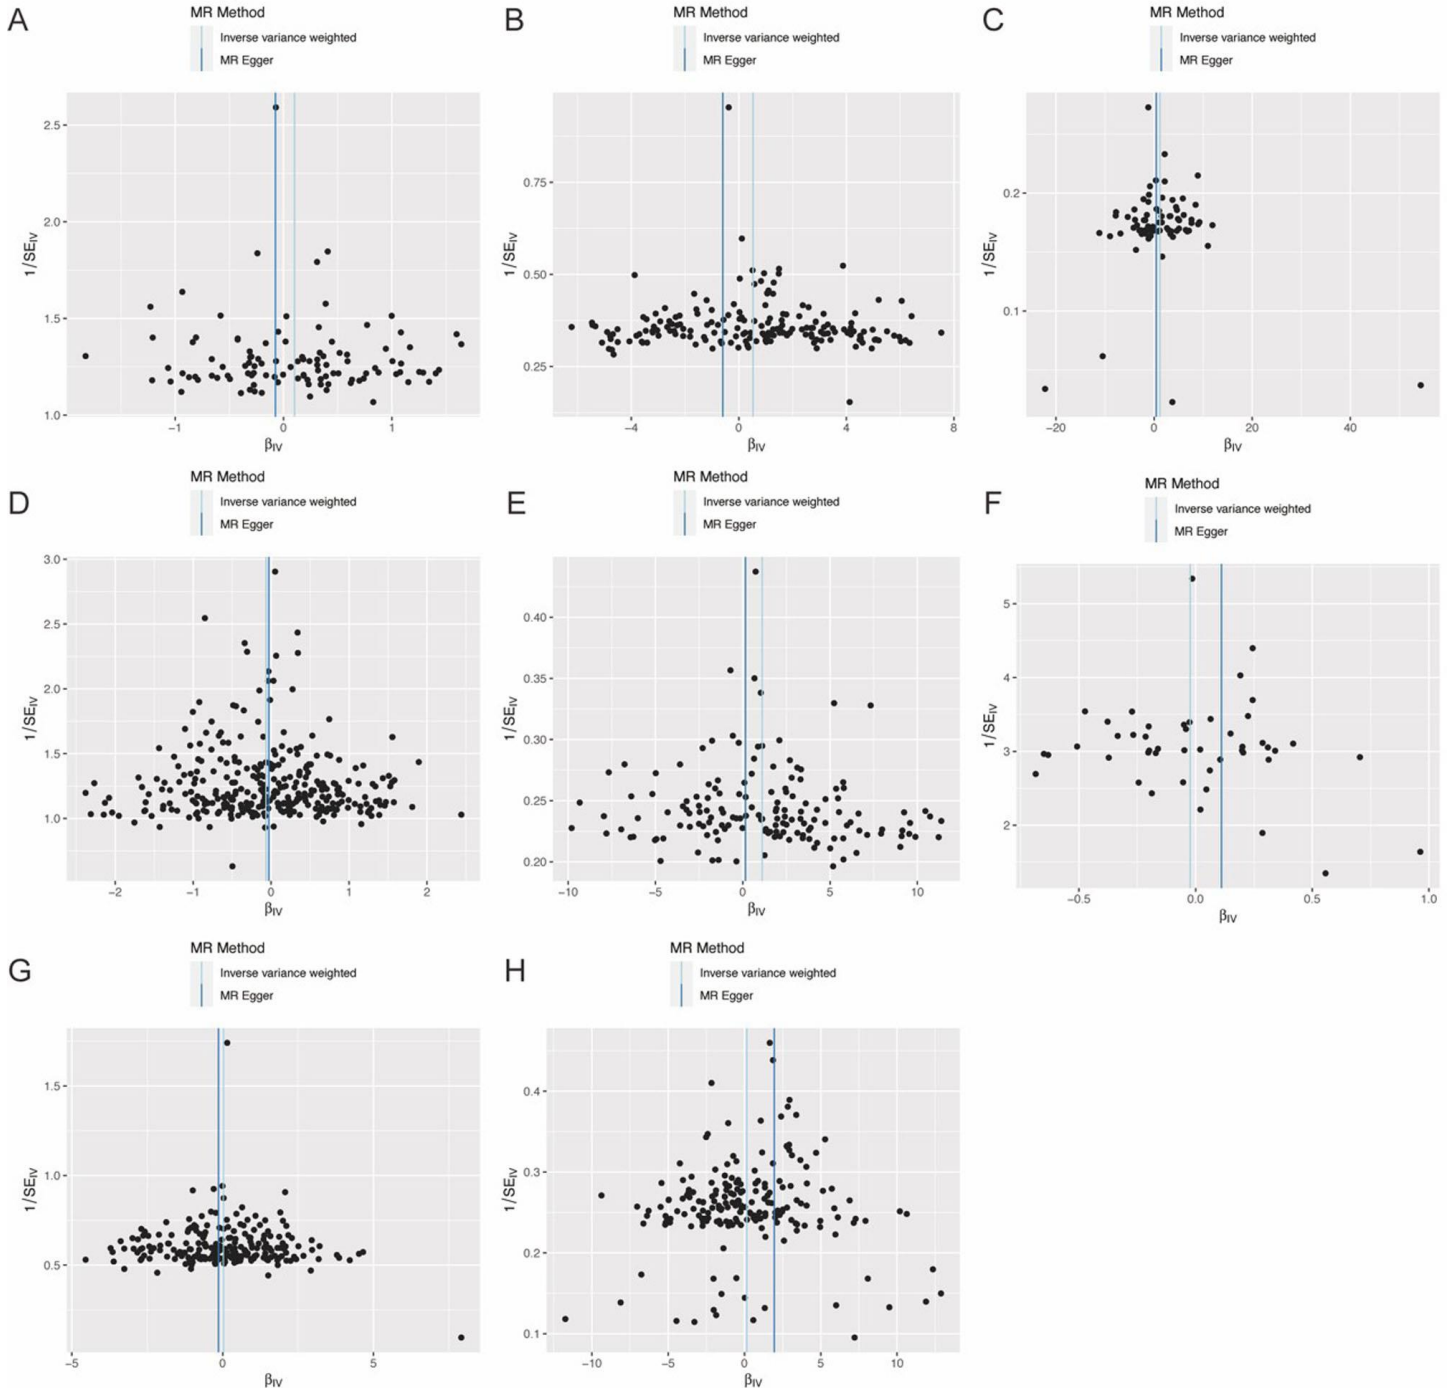 A
MR Method
Inverse variance weighted
MR Egger
2.5
2.0
1.5
1.0
1/SE_IV
−1
0
1
β_IV
B
MR Method
Inverse variance weighted
MR Egger
0.75
0.50
0.25
1/SE_IV
−4
0
4
8
β_IV
C
MR Method
Inverse variance weighted
MR Egger
0.2
0.1
1/SE_IV
−20
0
20
40
β_IV
D
MR Method
Inverse variance weighted
MR Egger
3.0
2.5
2.0
1.5
1.0
1/SE_IV
−2
−1
0
1
2
β_IV
E
MR Method
Inverse variance weighted
MR Egger
0.40
0.35
0.30
0.25
0.20
1/SE_IV
−10
−5
0
5
10
β_IV
F
MR Method
Inverse variance weighted
MR Egger
5
4
3
2
1/SE_IV
−0.5
0.0
0.5
1.0
β_IV
G
MR Method
Inverse variance weighted
MR Egger
1.5
1.0
0.5
1/SE_IV
−5
0
5
β_IV
H
MR Method
Inverse variance weighted
MR Egger
0.4
0.3
0.2
0.1
1/SE_IV
−10
−5
0
5
10
β_IV